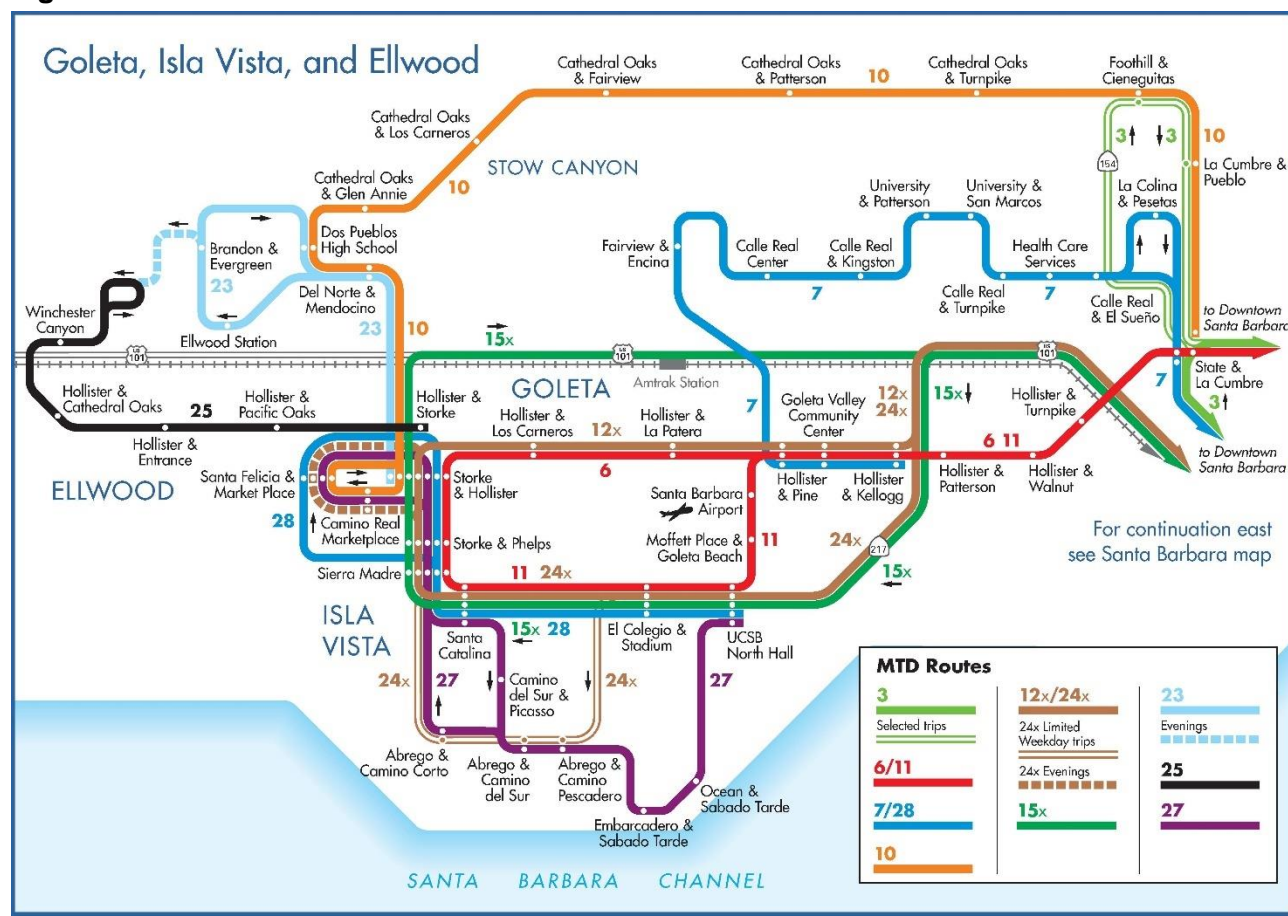 Goleta, Isla Vista, and Ellwood
Cathedral Oaks
& Fairview
Cathedral Oaks
& Patterson
10
Cathedral Oaks
& Turnpike
Foothill &
Cieneguitas
Cathedral Oaks
& Los Carneros
3
3
10
STOW CANYON
154
La Cumbre &
Pueblo
10
Cathedral Oaks
& Glen Annie
University
& Patterson
University &
San Marcos
La Colina
& Pesetas
Brandon &
Evergreen
23
Dos Pueblos
High School
Fairview &
Encina
Calle Real
Center
Calle Real
& Kingston
Health Care
Services
7
7
Del Norte &
Mendocino
Calle Real
& Turnpike
Calle Real
& El Sueño
Winchester
Canyon
Ellwood Station
23
10
to Downtown
Santa Barbara
US
101
15x
US
101
US
101
GOLETA
Amtrak Station
7
State &
La Cumbre
3
Hollister &
Cathedral Oaks
25
Hollister &
Pacific Oaks
Hollister &
Storke
Hollister &
Los Carneros
12x
Hollister &
La Patera
7
Goleta Valley
Community
Center
12x
24x
15x
Hollister &
Turnpike
Hollister &
Entrance
6
6 11
to Downtown
Santa Barbara
ELLWOOD
Santa Felicia &
Market Place
Storke
& Hollister
Santa Barbara
Airport
Hollister
& Pine
Hollister
& Kellogg
Hollister &
Patterson
Hollister &
Walnut
28
Camino Real
Marketplace
Storke & Phelps
Moffett Place &
Goleta Beach
11
24x
217
For continuation east
see Santa Barbara map
Sierra Madre
11
24x
15x
ISLA
VISTA
Santa
Catalina
15x
28
El Colegio &
Stadium
UCSB
North Hall
24x
27
Camino
del Sur &
Picasso
24x
27
Abrego &
Camino Corto
Abrego &
Camino
del Sur
Abrego &
Camino
Pescadero
Ocean &
Sabado Tarde
Embarcadero &
Sabado Tarde
SANTA BARBARA CHANNEL
MTD Routes
3
Selected trips
6/11
7/28
10
12x/24x
24x Limited
Weekday trips
24x Evenings
15x
23
Evenings
25
27